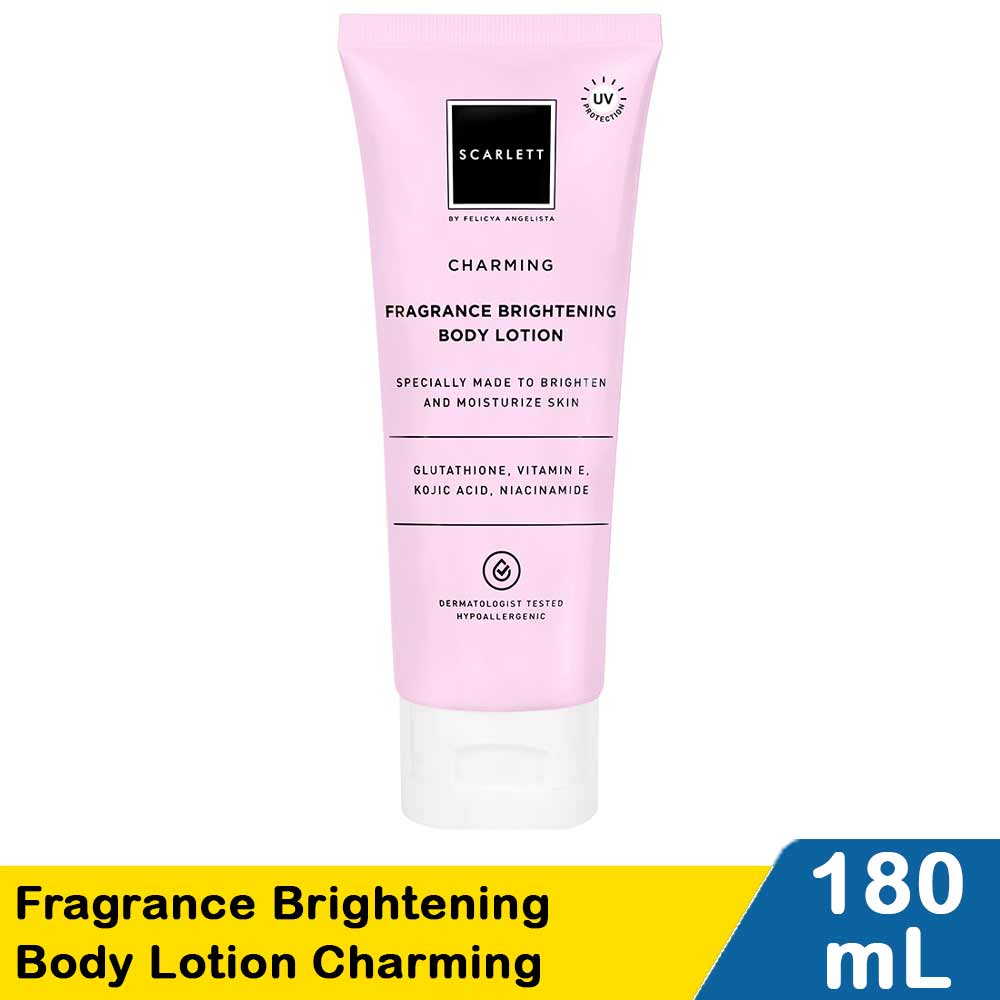 UV
PROTECTION
SCARLETT
BY FELICYA ANGELISTA
CHARMING
FRAGRANCE BRIGHTENING
BODY LOTION
SPECIALLY MADE TO BRIGHTEN
AND MOISTURIZE SKIN
GLUTATHIONE, VITAMIN E,
KOJIC ACID, NIACINAMIDE
DERMATOLOGIST TESTED
HYPOALLERGENIC
Fragrance Brightening
Body Lotion Charming
180
mL